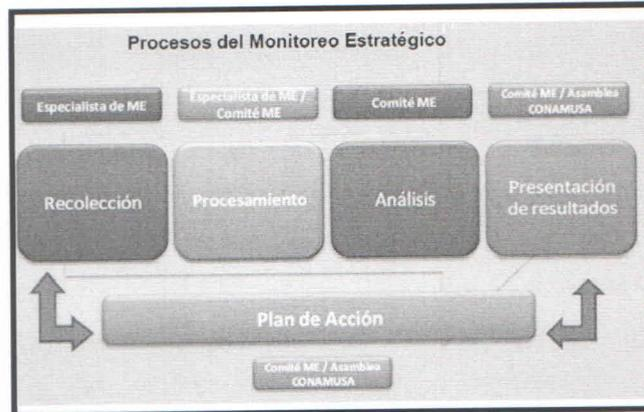 Procesos del Monitoreo Estratégico
Especialista de ME
Especialista de ME /
Comité ME
Comité ME
Comité ME / Asamblea
CONAMUSA
Recolección
Procesamiento
Análisis
Presentación
de resultados
Plan de Acción
Comité ME / Asamblea
CONAMUSA